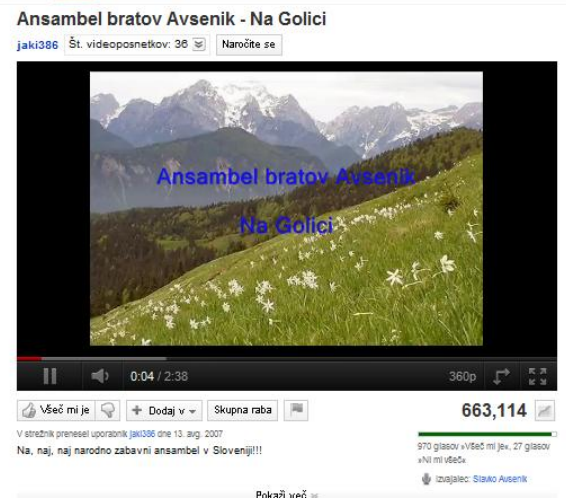 Ansambel bratov Avsenik - Na Golici
jaki386 Št. videoposnetkov: 36 Naročite se
Ansambel bratov Avsenik
Na Golici
0:04 / 2:38 360p
Všeč mi je Dodaj v Skupna raba 663,114
V strežnik prenesel uporabnik jaki386 dne 13. avg. 2007
Na, naj, naj narodno zabavni ansambel v Sloveniji!!!
970 glasov »Všeč mi je«, 27 glasov
»Ni mi všeč«
Izvajalec: Slavko Avsenik
Pokaži več